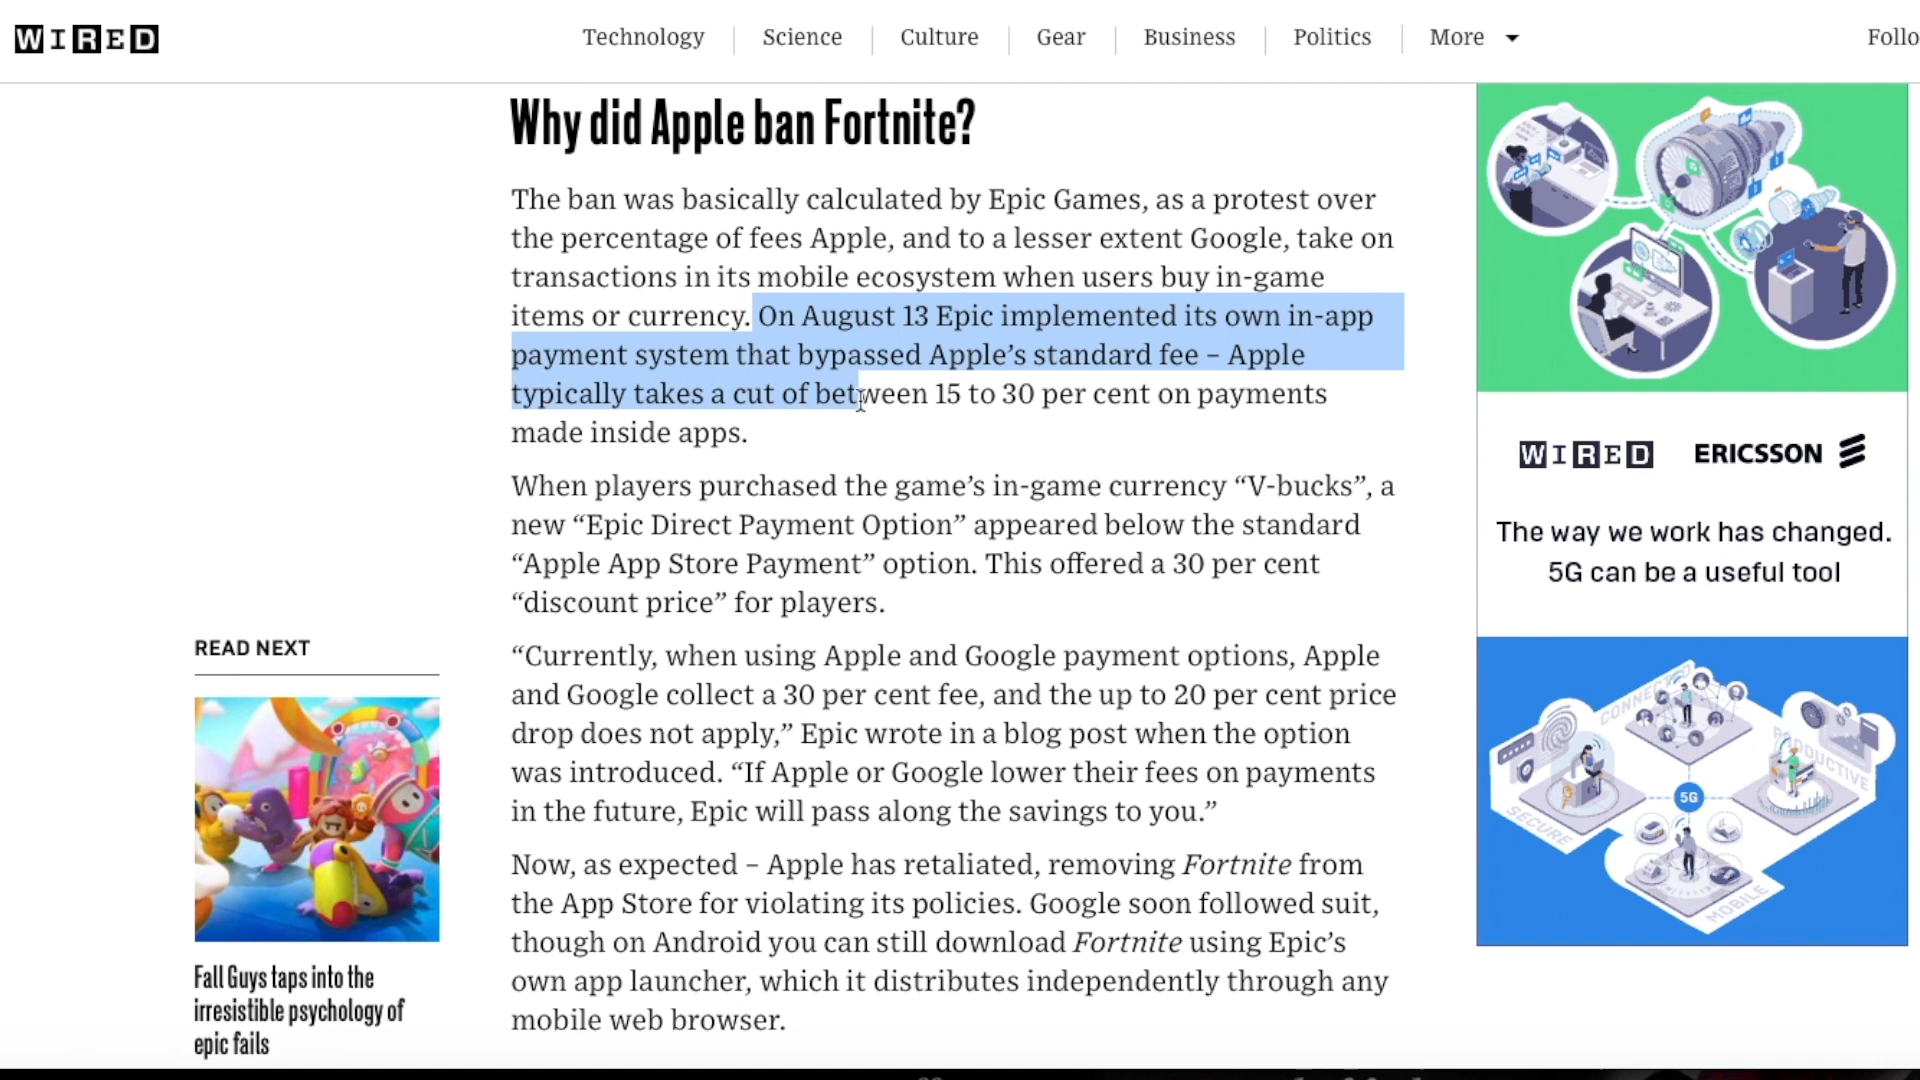 WIRED
Technology
Science
Culture
Gear
Business
Politics
More
Follo
Why did Apple ban Fortnite?
The ban was basically calculated by Epic Games, as a protest over
the percentage of fees Apple, and to a lesser extent Google, take on
transactions in its mobile ecosystem when users buy in-game
items or currency. On August 13 Epic implemented its own in-app
payment system that bypassed Apple’s standard fee – Apple
typically takes a cut of between 15 to 30 per cent on payments
made inside apps.
When players purchased the game’s in-game currency “V-bucks”, a
new “Epic Direct Payment Option” appeared below the standard
“Apple App Store Payment” option. This offered a 30 per cent
“discount price” for players.
“Currently, when using Apple and Google payment options, Apple
and Google collect a 30 per cent fee, and the up to 20 per cent price
drop does not apply,” Epic wrote in a blog post when the option
was introduced. “If Apple or Google lower their fees on payments
in the future, Epic will pass along the savings to you.”
Now, as expected – Apple has retaliated, removing Fortnite from
the App Store for violating its policies. Google soon followed suit,
though on Android you can still download Fortnite using Epic’s
own app launcher, which it distributes independently through any
mobile web browser.
READ NEXT
Fall Guys taps into the
irresistible psychology of
epic fails
WIRED ERICSSON
The way we work has changed.
5G can be a useful tool
CONNECTED
PRODUCTIVE
5G
SECURE
MOBILE